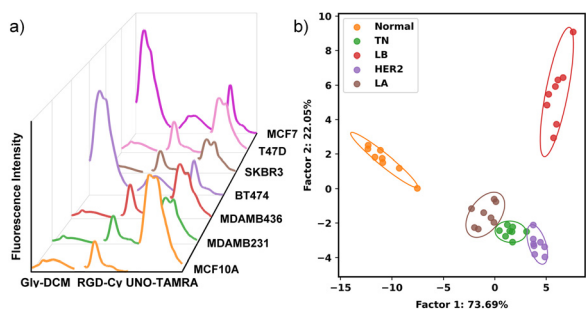 a)
Fluorescence Intensity
MCF7
T47D
SKBR3
BT474
MDAMB436
MDAMB231
MCF10A
Gly-DCM RGD-Cy UNO-TAMRA
b)
Normal
TN
LB
HER2
LA
Factor 2: 22.05%
10
8
6
4
2
0
−2
−4
−15 −10 −5 0 5
Factor 1: 73.69%